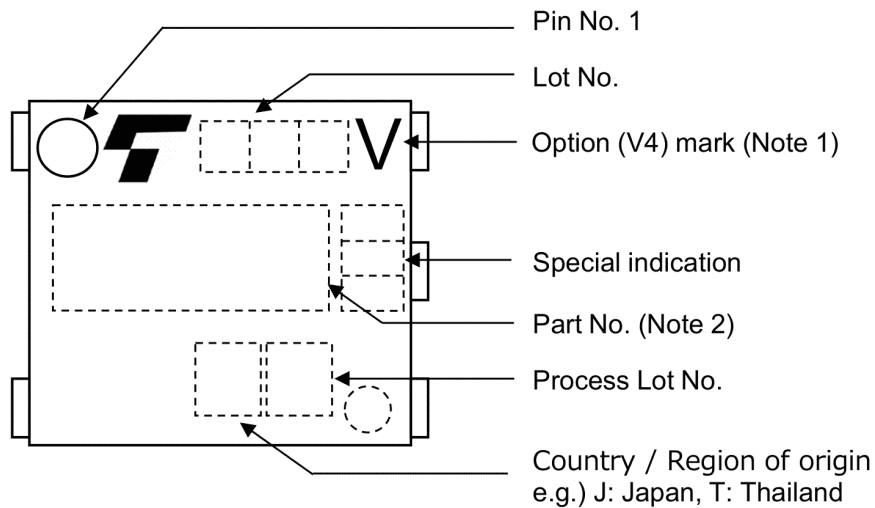 Pin No. 1
Lot No.
V
Option (V4) mark (Note 1)
Special indication
Part No. (Note 2)
Process Lot No.
Country / Region of origin
e.g.) J: Japan, T: Thailand